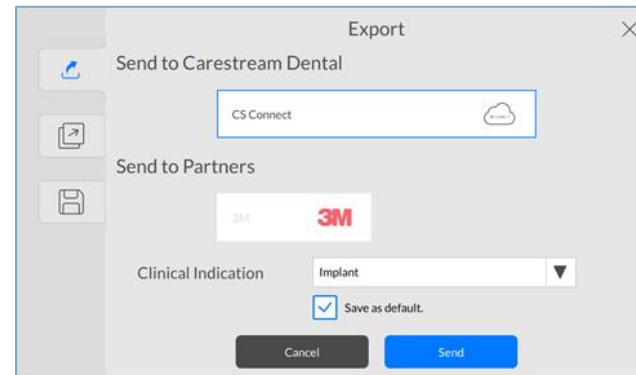 Export
Send to Carestream Dental
CS Connect
Send to Partners
3M 3M
Clinical Indication Implant
Save as default.
Cancel Send